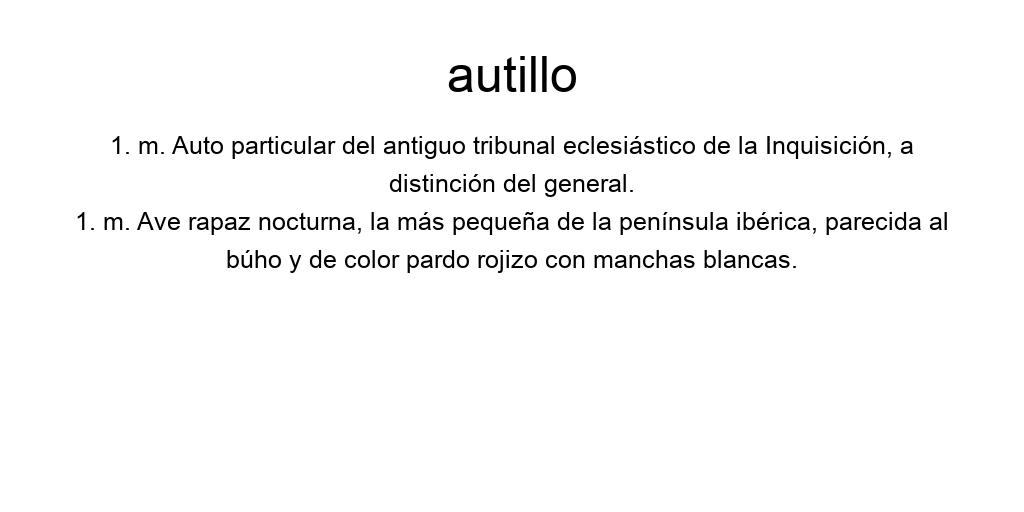 autillo
1. m. Auto particular del antiguo tribunal eclesiástico de la Inquisición, a
distinción del general.
1. m. Ave rapaz nocturna, la más pequeña de la península ibérica, parecida al
búho y de color pardo rojizo con manchas blancas.